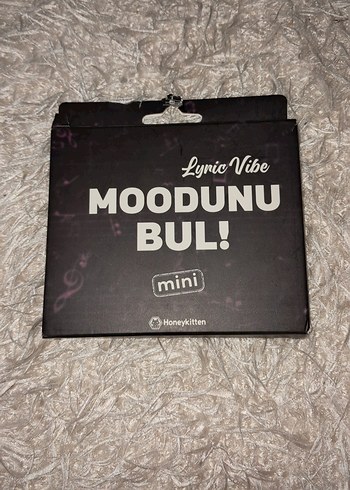 Lyric Vibe
MOODUNU
BUL!
mini
Honeykitten